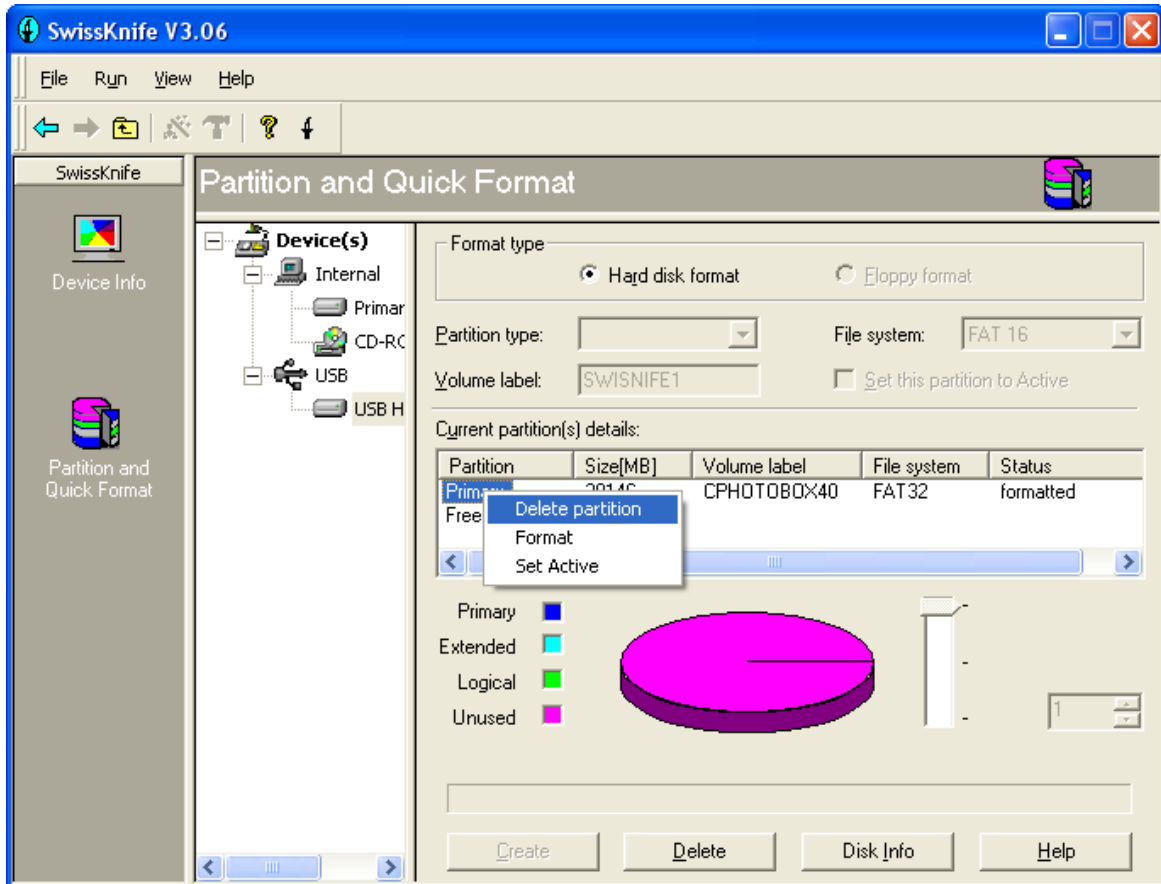 SwissKnife V3.06
File Run View Help
SwissKnife
Partition and Quick Format
Device Info
Partition and
Quick Format
Device(s)
Internal
Primar
CD-RC
USB
USB H
Format type
Hard disk format Floppy format
Partition type: File system: FAT 16
Volume label: SWISNIFE1 Set this partition to Active
Current partition(s) details:
Partition Size[MB] Volume label File system Status
CPHOTOBOX40 FAT32 formatted
Free
Delete partition
Format
Set Active
Primary
Extended
Logical
Unused
1
Create Delete Disk Info Help